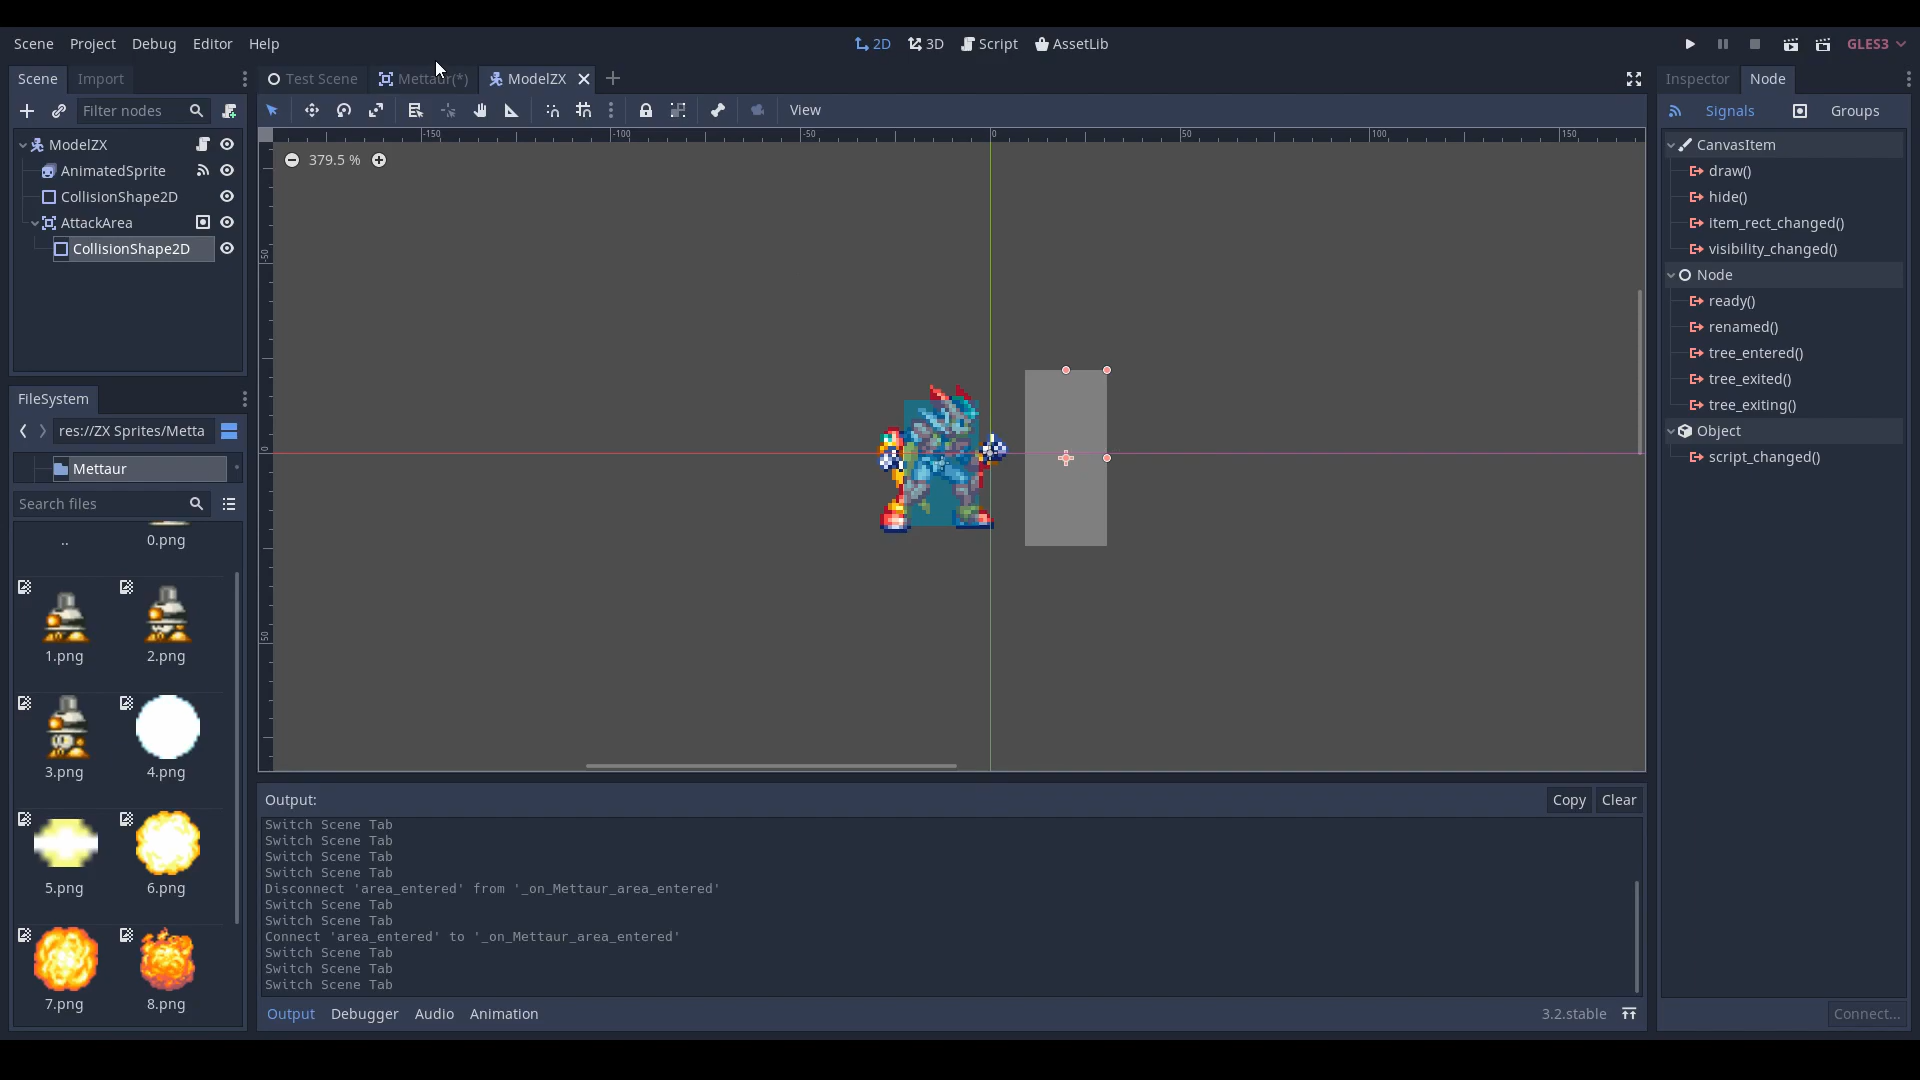 Scene Project Debug Editor Help
2D 3D Script AssetLib
GLES3
Scene Import
Test Scene Mettaur(*) ModelZX
Inspector Node
Filter nodes
View
Signals Groups
-150 -100 -50 0 50 100 150
379.5 %
ModelZX
AnimatedSprite
CollisionShape2D
AttackArea
CollisionShape2D
-50
0
50
CanvasItem
draw()
hide()
item_rect_changed()
visibility_changed()
Node
ready()
renamed()
tree_entered()
tree_exited()
tree_exiting()
Object
script_changed()
FileSystem
res://ZX Sprites/Metta
Mettaur
Search files
.. 0.png
1.png 2.png
3.png 4.png
5.png 6.png
7.png 8.png
Output:
Copy Clear
Switch Scene Tab
Switch Scene Tab
Switch Scene Tab
Switch Scene Tab
Disconnect 'area_entered' from '_on_Mettaur_area_entered'
Switch Scene Tab
Switch Scene Tab
Connect 'area_entered' to '_on_Mettaur_area_entered'
Switch Scene Tab
Switch Scene Tab
Switch Scene Tab
Output Debugger Audio Animation
3.2.stable
Connect...